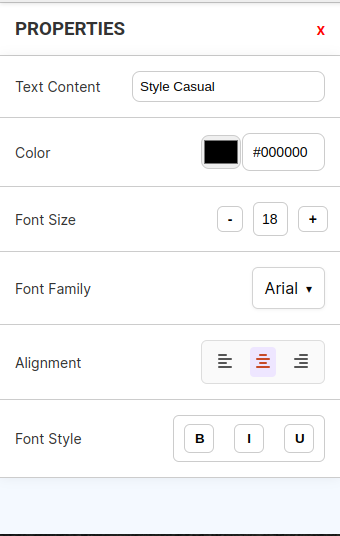 PROPERTIES x
Text Content Style Casual
Color #000000
Font Size - 18 +
Font Family Arial ▾
Alignment
Font Style B I U